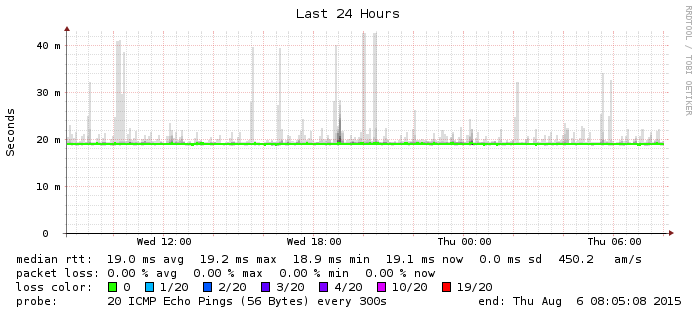 Last 24 Hours
RRDTOOL / TOBI OETIKER
Seconds
40 m
30 m
20 m
10 m
0
Wed 12:00 Wed 18:00 Thu 00:00 Thu 06:00
median rtt: 19.0 ms avg 19.2 ms max 18.9 ms min 19.1 ms now 0.0 ms sd 450.2 am/s
packet loss: 0.00 % avg 0.00 % max 0.00 % min 0.00 % now
loss color: 0 1/20 2/20 3/20 4/20 10/20 19/20
probe: 20 ICMP Echo Pings (56 Bytes) every 300s end: Thu Aug 6 08:05:08 2015